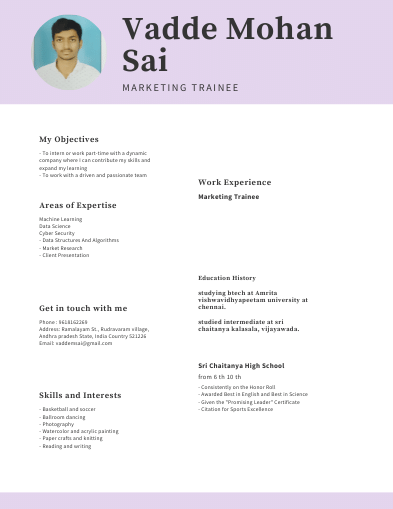 Vadde Mohan
Sai
MARKETING TRAINEE
My Objectives
- To intern or work part-time with a dynamic
company where I can contribute my skills and
expand my learning
- To work with a driven and passionate team
Areas of Expertise
Machine Learning
Data Science
Cyber Security
- Data Structures And Algorithms
- Market Research
- Client Presentation
Get in touch with me
Phone: 9618162269
Address: Ramalayam St., Rudravaram village,
Andhra pradesh State, India Country 521226
Email: vaddemsai@gmail.com
Skills and Interests
- Basketball and soccer
- Ballroom dancing
- Photography
- Watercolor and acrylic painting
- Paper crafts and knitting
- Reading and writing
Work Experience
Marketing Trainee
Education History
studying btech at Amrita
vishwavidhyapeetam university at
chennai.
studied intermediate at sri
chaitanya kalasala, vijayawada.
Sri Chaitanya High School
from 6 th 10 th
- Consistently on the Honor Roll
- Awarded Best in English and Best in Science
- Given the "Promising Leader" Certificate
- Citation for Sports Excellence